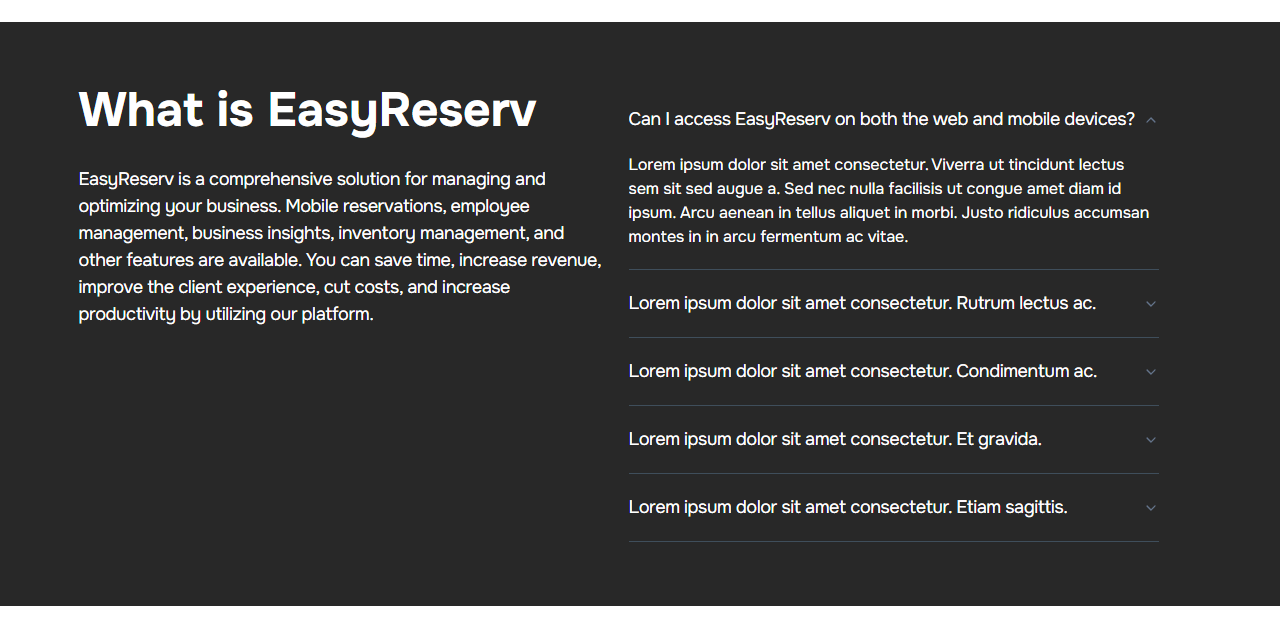 What is EasyReserv
EasyReserv is a comprehensive solution for managing and
optimizing your business. Mobile reservations, employee
management, business insights, inventory management, and
other features are available. You can save time, increase revenue,
improve the client experience, cut costs, and increase
productivity by utilizing our platform.
Can I access EasyReserv on both the web and mobile devices?
Lorem ipsum dolor sit amet consectetur. Viverra ut tincidunt lectus
sem sit sed augue a. Sed nec nulla facilisis ut congue amet diam id
ipsum. Arcu aenean in tellus aliquet in morbi. Justo ridiculus accumsan
montes in in arcu fermentum ac vitae.
Lorem ipsum dolor sit amet consectetur. Rutrum lectus ac.
Lorem ipsum dolor sit amet consectetur. Condimentum ac.
Lorem ipsum dolor sit amet consectetur. Et gravida.
Lorem ipsum dolor sit amet consectetur. Etiam sagittis.